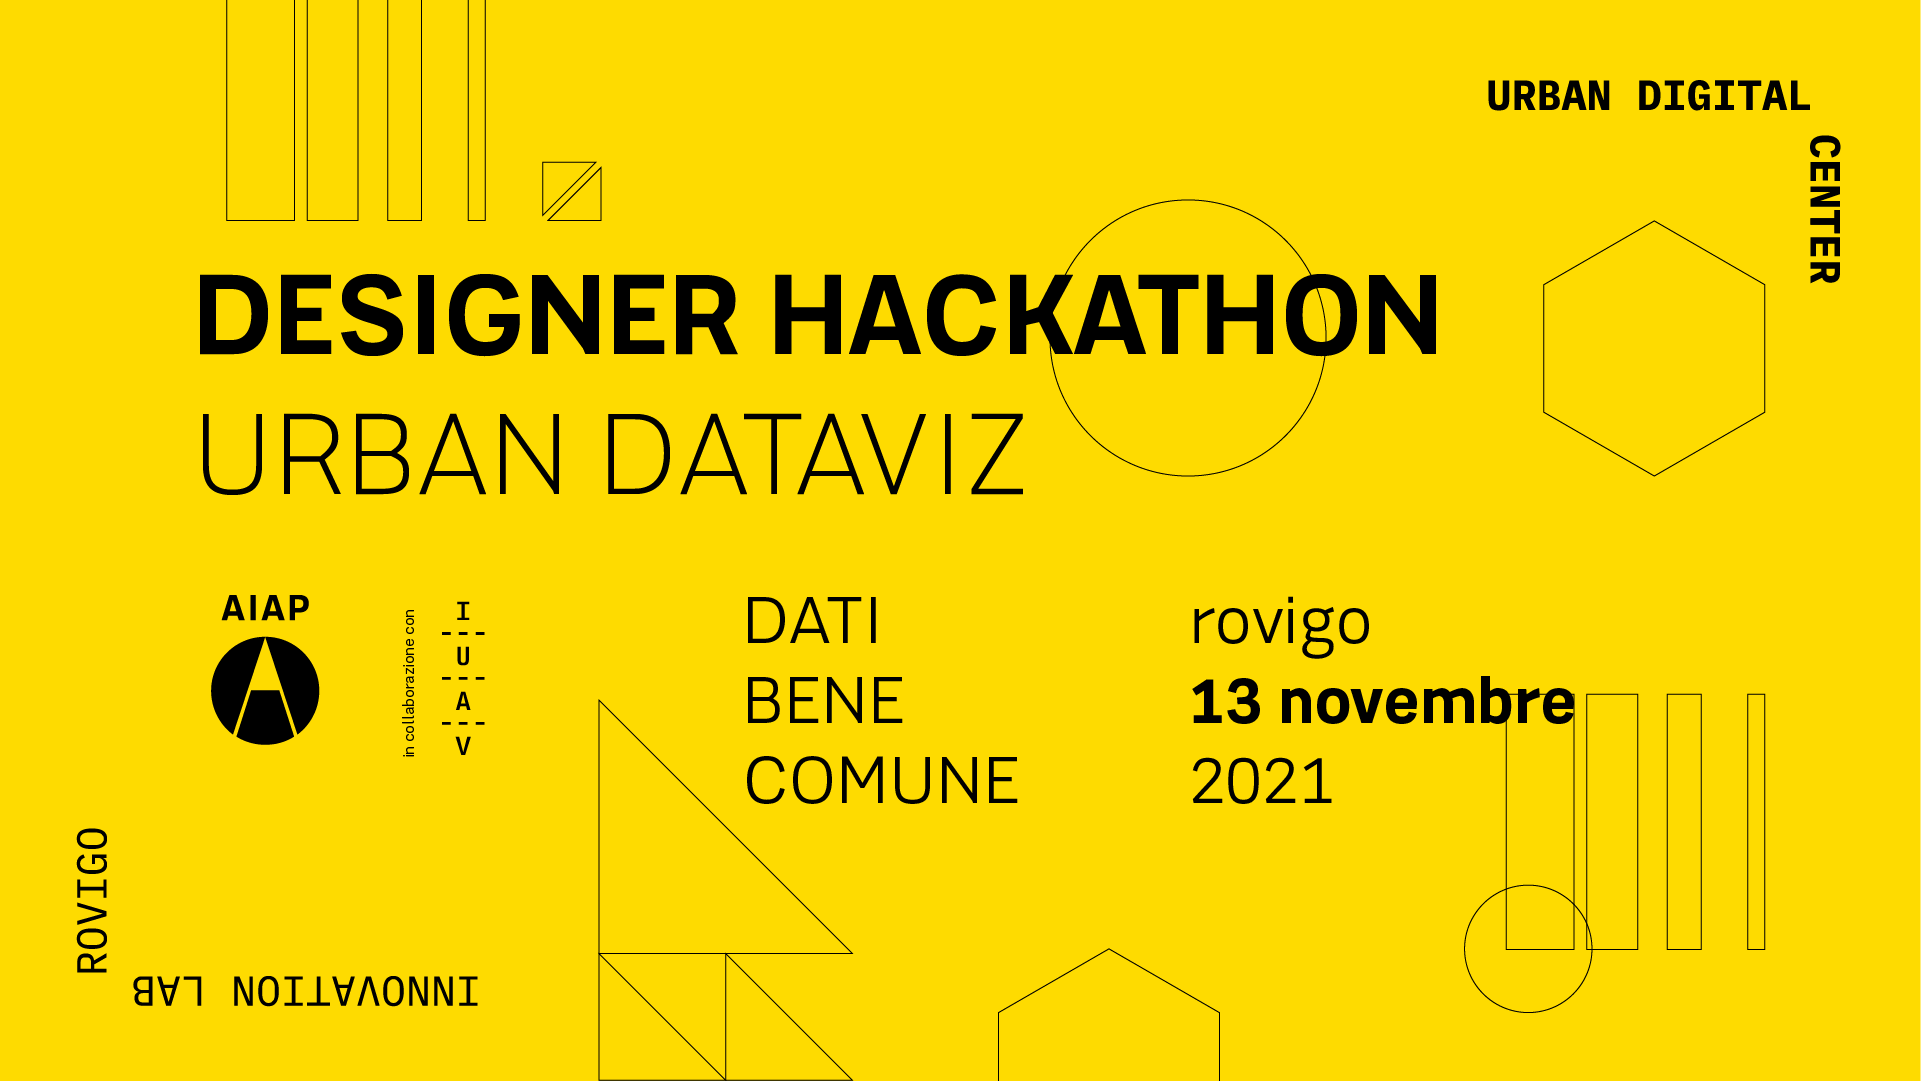 URBAN DIGITAL
CENTER
DESIGNER HACKATHON
URBAN DATAVIZ
AIAP
in collaborazione con
I
U
A
V
DATI
BENE
COMUNE
rovigo
13 novembre
2021
ROVIGO
INNOVATION LAB